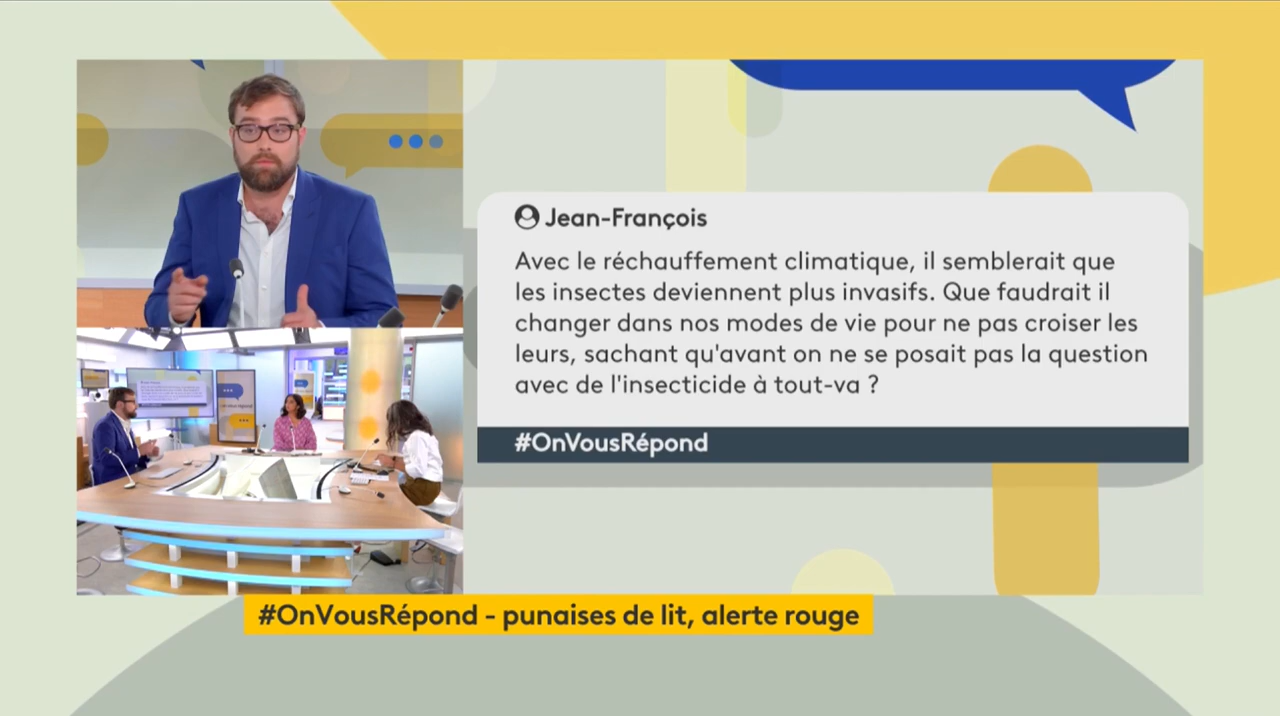 Jean-François
Avec le réchauffement climatique, il semblerait que
les insectes deviennent plus invasifs. Que faudrait il
changer dans nos modes de vie pour ne pas croiser les
leurs, sachant qu'avant on ne se posait pas la question
avec de l'insecticide à tout-va ?
#OnVousRépond
#OnVousRépond - punaises de lit, alerte rouge